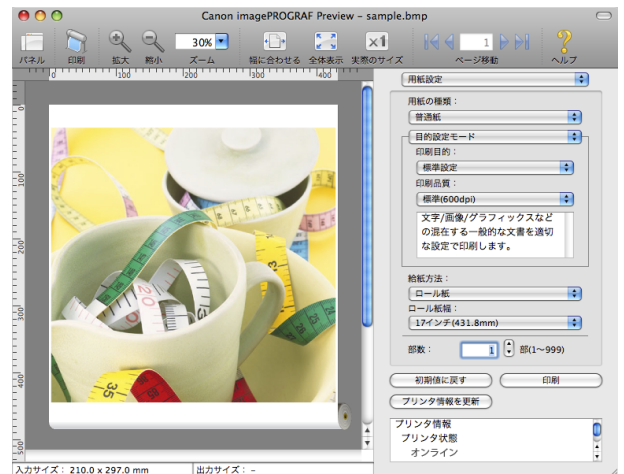 Canon imagePROGRAF Preview – sample.bmp
30%
1
パネル 印刷 拡大 縮小 ズーム 幅に合わせる 全体表示 実際のサイズ ページ移動 ヘルプ
0 100 200 300 400
用紙設定
用紙の種類：
普通紙
目的設定モード
印刷目的：
標準設定
印刷品質：
標準(600dpi)
文字/画像/グラフィックスなど
の混在する一般的な文書を適切
な設定で印刷します。
給紙方法：
ロール紙
ロール紙幅：
17インチ(431.8mm)
部数： 1 部(1〜999)
初期値に戻す 印刷
プリンタ情報を更新
プリンタ情報
プリンタ状態
オンライン
0
100
200
300
400
500
入力サイズ： 210.0 x 297.0 mm 出力サイズ： –